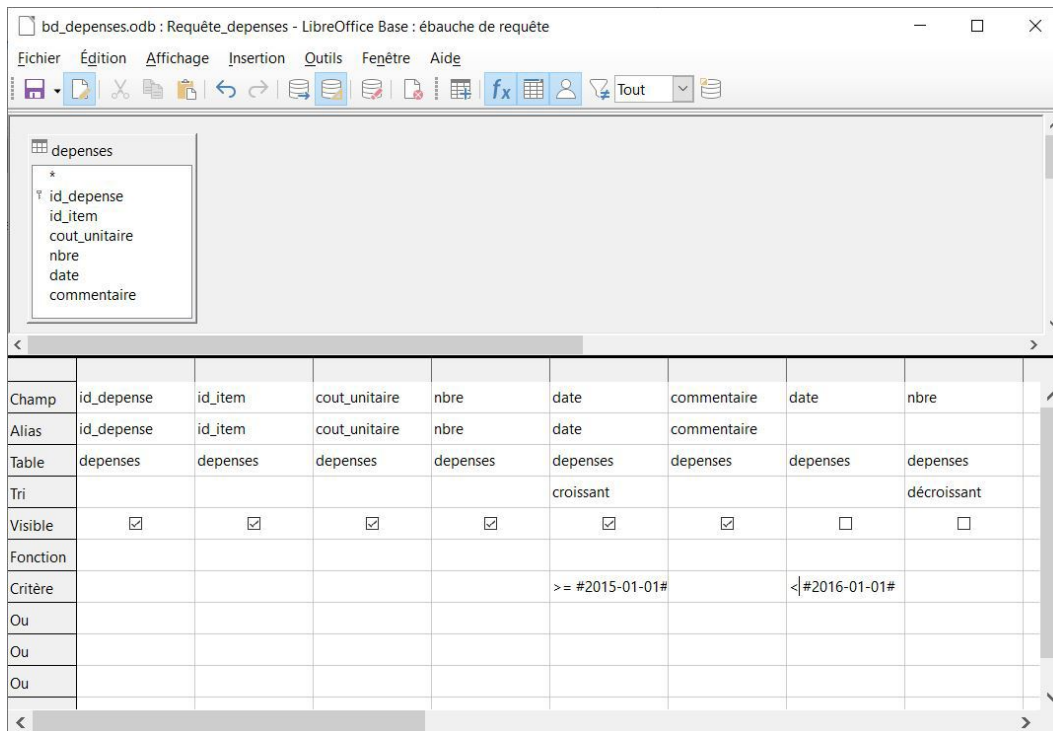 bd_depenses.odb : Requête_depenses - LibreOffice Base : ébauche de requête
Fichier Édition Affichage Insertion Outils Fenêtre Aide
fx Tout
depenses
*
id_depense
id_item
cout_unitaire
nbre
date
commentaire
Champ id_depense id_item cout_unitaire nbre date commentaire date nbre
Alias id_depense id_item cout_unitaire nbre date commentaire
Table depenses depenses depenses depenses depenses depenses depenses depenses
Tri croissant décroissant
Visible
Fonction
Critère >= #2015-01-01# < #2016-01-01#
Ou
Ou
Ou